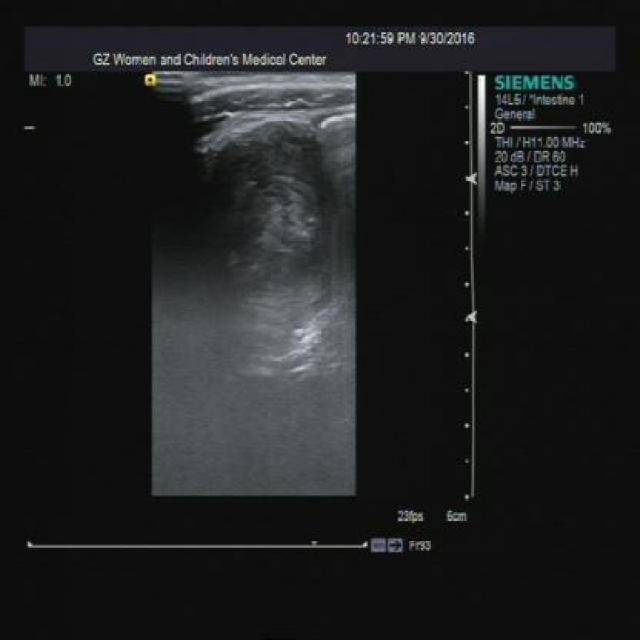 10:21:59 PM 9/30/2016
GZ Women and Children's Medical Center
MI: 1.0
SIEMENS
14L5 / *Intestine 1
General
2D 100%
THI / H11.00 MHz
20 dB / DR 60
ASC 3 / DTCE H
Map F / ST 3
6cm